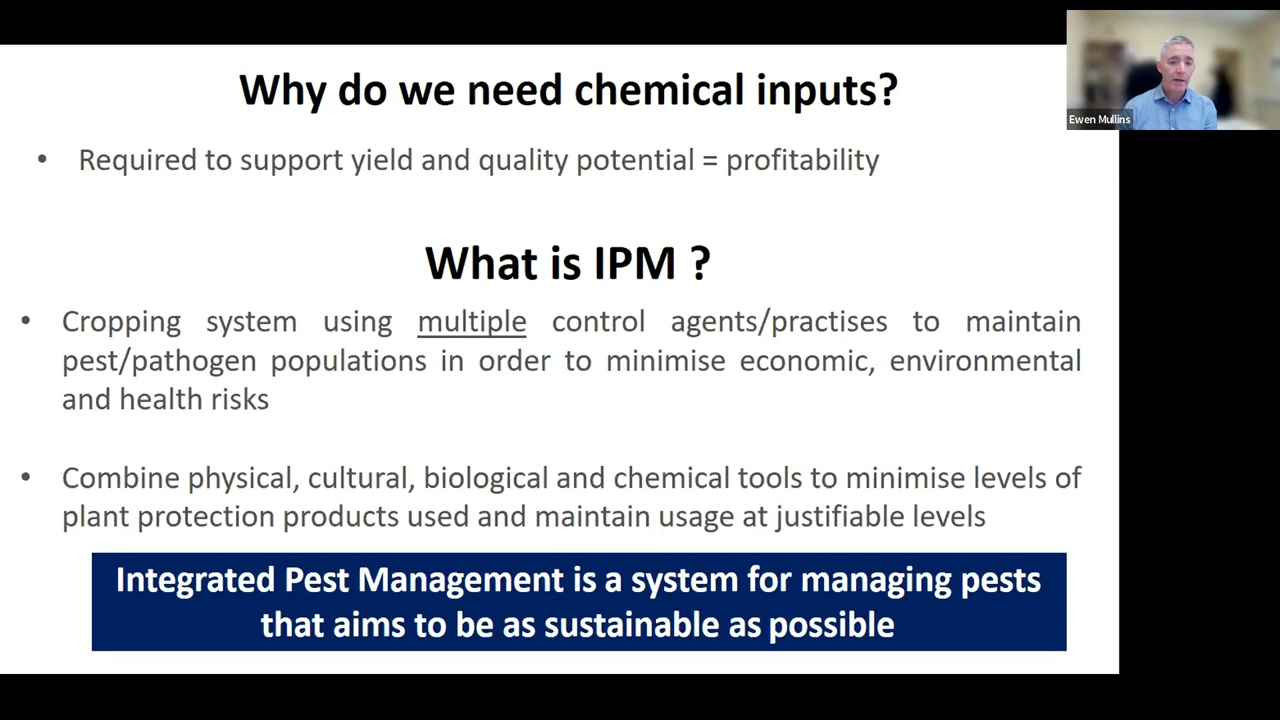 Why do we need chemical inputs?
• Required to support yield and quality potential = profitability
What is IPM ?
• Cropping system using multiple control agents/practises to maintain
pest/pathogen populations in order to minimise economic, environmental
and health risks
• Combine physical, cultural, biological and chemical tools to minimise levels of
plant protection products used and maintain usage at justifiable levels
Integrated Pest Management is a system for managing pests
that aims to be as sustainable as possible
Ewen Mullins